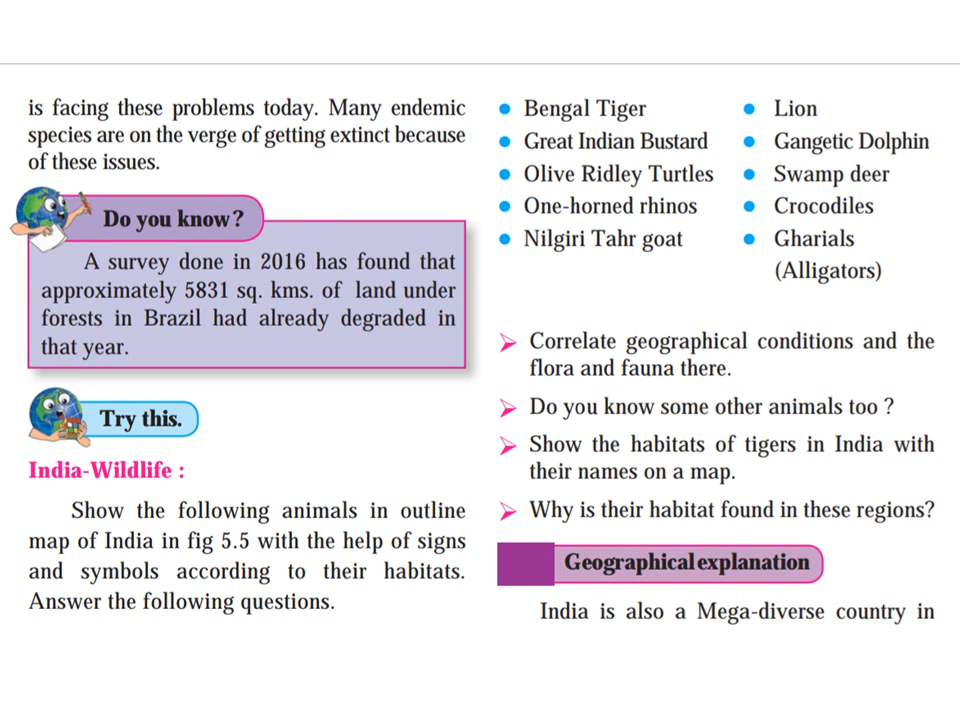 is facing these problems today. Many endemic
species are on the verge of getting extinct because
of these issues.
Do you know?
A survey done in 2016 has found that
approximately 5831 sq. kms. of land under
forests in Brazil had already degraded in
that year.
Try this.
India-Wildlife :
Show the following animals in outline
map of India in fig 5.5 with the help of signs
and symbols according to their habitats.
Answer the following questions.
• Bengal Tiger
• Great Indian Bustard
• Olive Ridley Turtles
• One-horned rhinos
• Nilgiri Tahr goat
• Lion
• Gangetic Dolphin
• Swamp deer
• Crocodiles
• Gharials
(Alligators)
➢ Correlate geographical conditions and the
flora and fauna there.
➢ Do you know some other animals too ?
➢ Show the habitats of tigers in India with
their names on a map.
➢ Why is their habitat found in these regions?
Geographical explanation
India is also a Mega-diverse country in